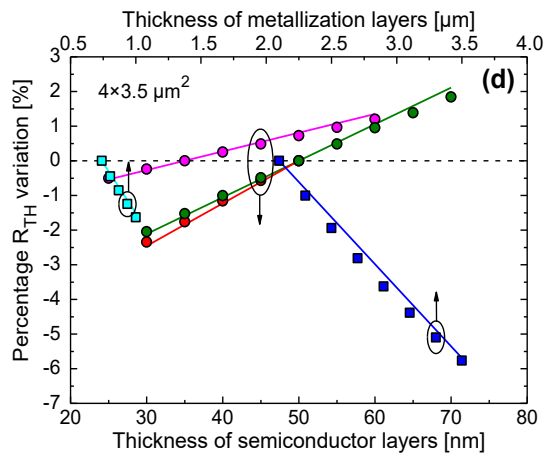 Thickness of metallization layers [μm]
0.5 1.0 1.5 2.0 2.5 3.0 3.5 4.0
3
2
1
0
-1
-2
-3
-4
-5
-6
-7
Percentage RTH variation [%]
4×3.5 μm²
(d)
20 30 40 50 60 70 80
Thickness of semiconductor layers [nm]